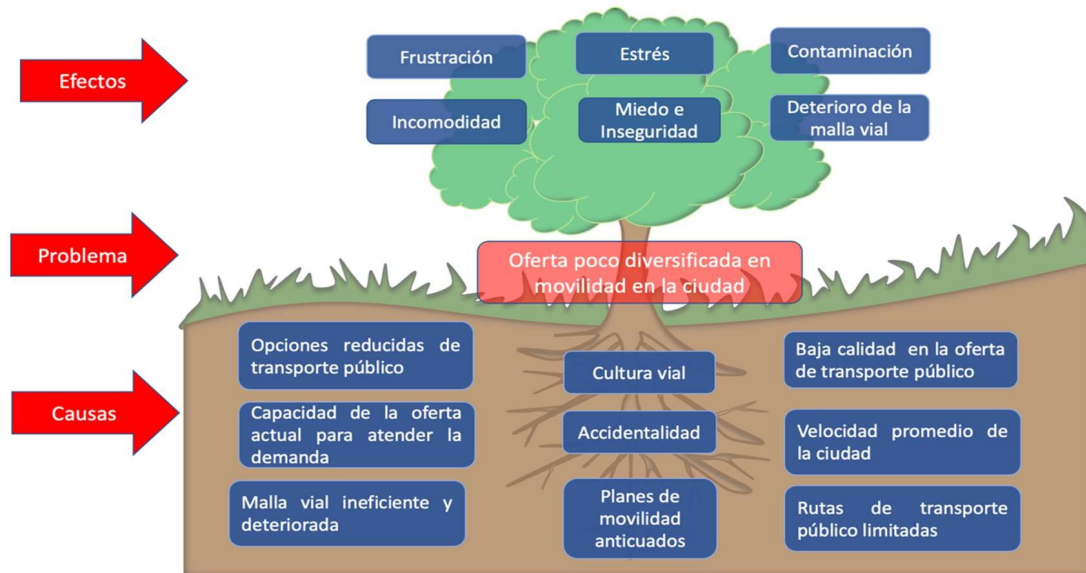 Efectos
Frustración
Estrés
Contaminación
Incomodidad
Miedo e
Inseguridad
Deterioro de la
malla vial
Problema
Oferta poco diversificada en
movilidad en la ciudad
Causas
Opciones reducidas de
transporte público
Cultura vial
Baja calidad en la oferta
de transporte público
Capacidad de la oferta
actual para atender la
demanda
Accidentalidad
Velocidad promedio de
la ciudad
Malla vial ineficiente y
deteriorada
Planes de
movilidad
anticuados
Rutas de transporte
público limitadas